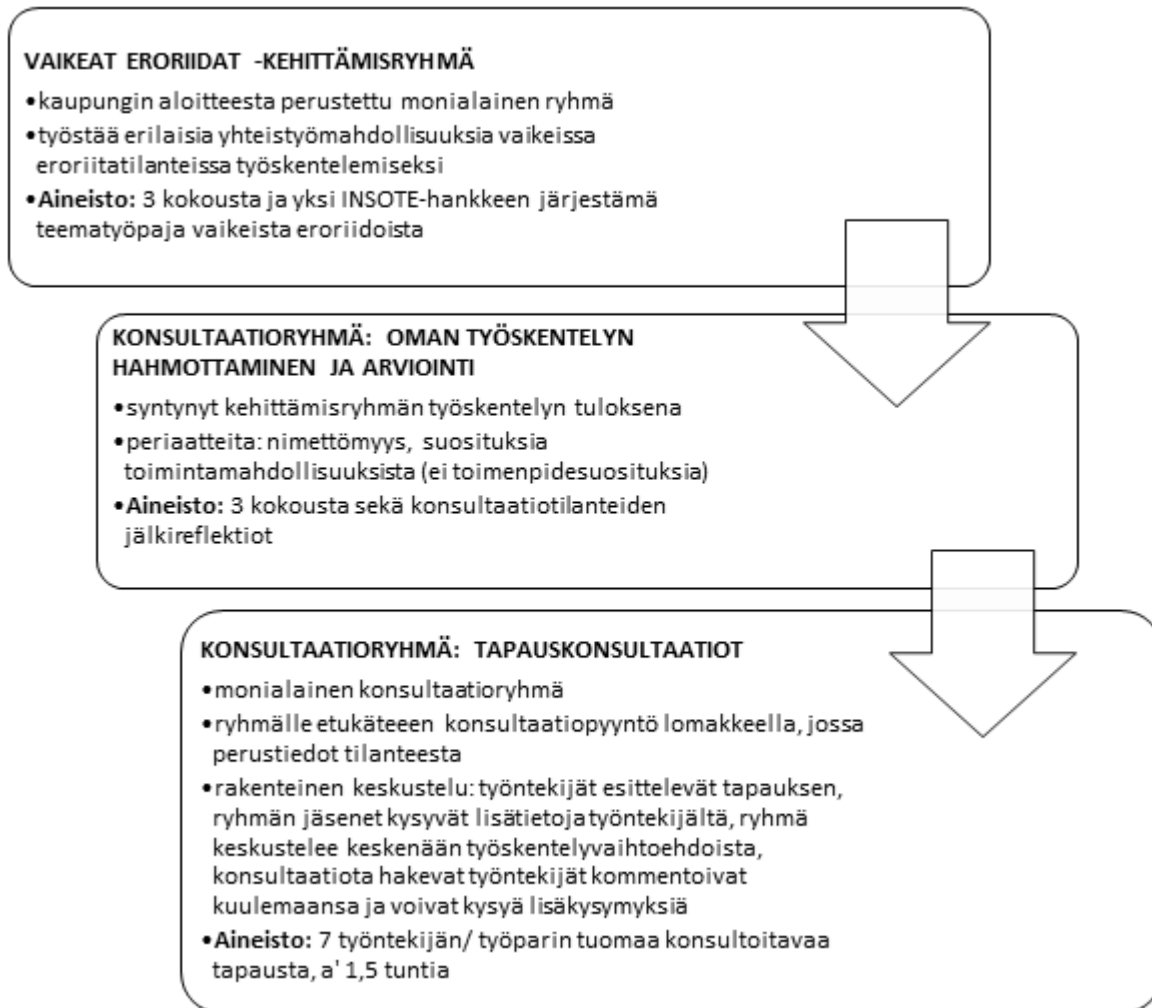 VAIKEAT ERORIIDAT -KEHITTÄMISRYHMÄ
•kaupungin aloitteesta perustettu monialainen ryhmä
•työstää erilaisia yhteistyömahdollisuuksia vaikeissa
eroriitatilanteissa työskentelemiseksi
•Aineisto: 3 kokousta ja yksi INSOTE-hankkeen järjestämä
teematyöpaja vaikeista eroriidoista
KONSULTAATIORYHMÄ: OMAN TYÖSKENTELYN
HAHMOTTAMINEN JA ARVIOINTI
•syntynyt kehittämisryhmän työskentelyn tuloksena
•periaatteita: nimettömyys, suosituksia
toimintamahdollisuuksista (ei toimenpidesuosituksia)
•Aineisto: 3 kokousta sekä konsultaatiotilanteiden
jälkireflektiot
KONSULTAATIORYHMÄ: TAPAUSKONSULTAATIOT
•monialainen konsultaatioryhmä
•ryhmälle etukäteeen konsultaatiopyyntö lomakkeella, jossa
perustiedot tilanteesta
•rakenteinen keskustelu: työntekijät esittelevät tapauksen,
ryhmän jäsenet kysyvät lisätietoja työntekijältä, ryhmä
keskustelee keskenään työskentelyvaihtoehdoista,
konsultaatiota hakevat työntekijät kommentoivat
kuulemaansa ja voivat kysyä lisäkysymyksiä
•Aineisto: 7 työntekijän/ työparin tuomaa konsultoitavaa
tapausta, a' 1,5 tuntia